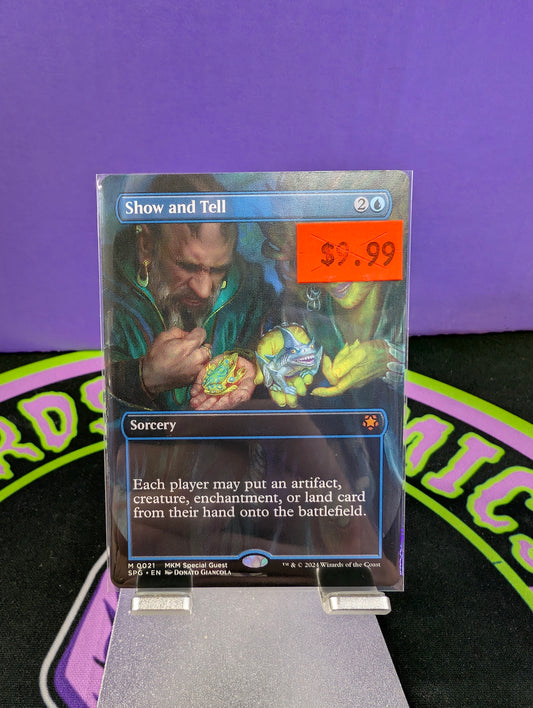 Show and Tell
2
$9.99
Sorcery
Each player may put an artifact,
creature, enchantment, or land card
from their hand onto the battlefield.
M 0021 MKM Special Guest
SPG • EN Donato Giancola
™ & © 2024 Wizards of the Coast